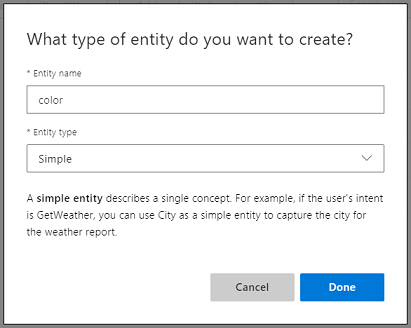 What type of entity do you want to create?
* Entity name
color
* Entity type
Simple
A simple entity describes a single concept. For example, if the user's intent
is GetWeather, you can use City as a simple entity to capture the city for
the weather report.
Cancel Done